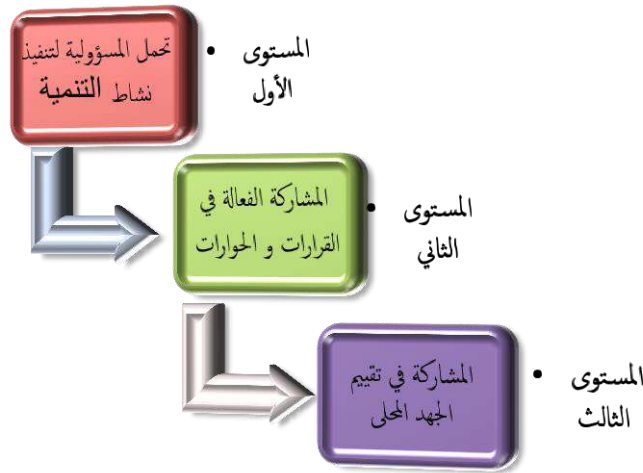 تحمل المسؤولية لتنفيذ
نشاط التنمية
• المستوى
الأول
المشاركة الفعالة في
القرارات و الحوارات
• المستوى
الثاني
المشاركة في تقييم
الجهد المحلى
• المستوى
الثالث